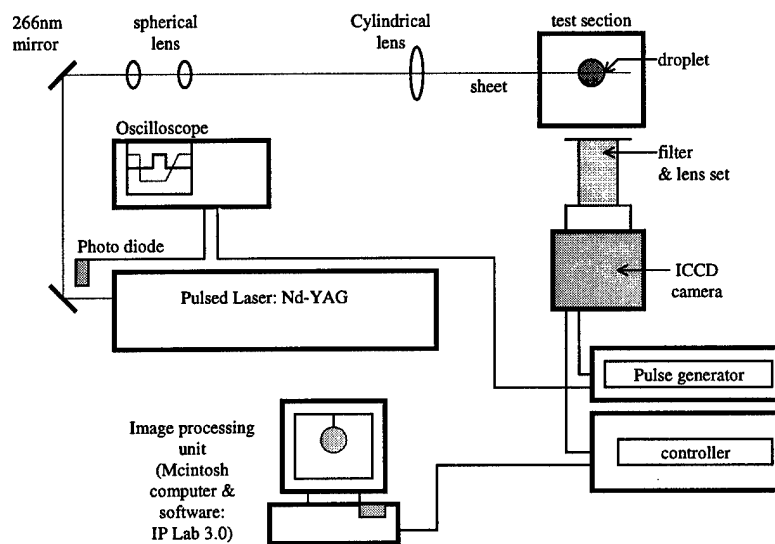 266nm
mirror
spherical
lens
Cylindrical
lens
test section
droplet
sheet
Oscilloscope
filter
& lens set
Photo diode
Pulsed Laser: Nd-YAG
ICCD
camera
Pulse generator
Image processing
unit
(Mcintosh
computer &
software:
IP Lab 3.0)
controller